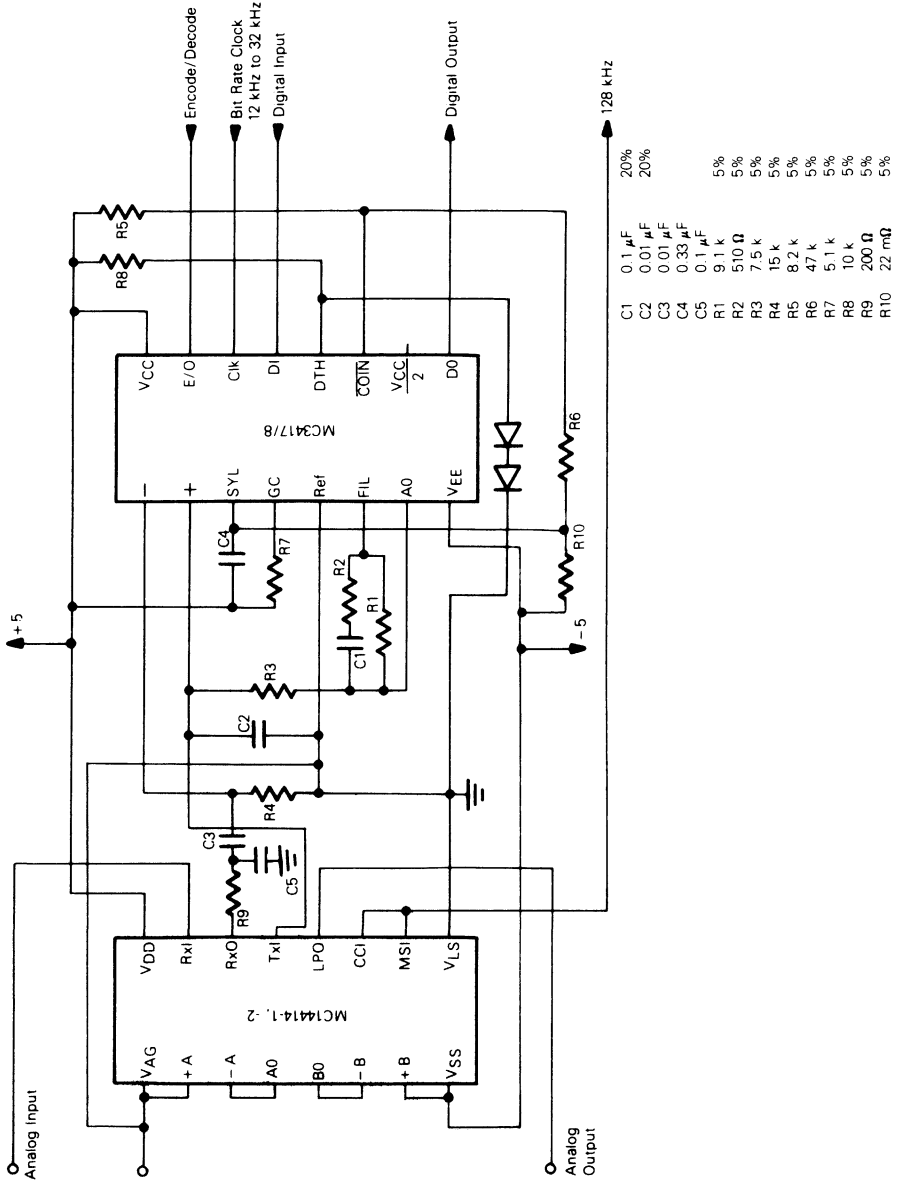 Encode/Decode
Bit Rate Clock
12 kHz to 32 kHz
Digital Input
Digital Output
128 kHz
R5
R8
VCC
E/O
Clk
DI
DTH
COIN
VCC
2
D0
MC3417/8
−
+
SYL
GC
Ref
FIL
A0
VEE
+5
C4
R7
R2
R1
C1
R3
C2
R4
C3
C5
R9
R6
R10
−5
VDD
RxI
RxO
TxI
LPO
CCI
MSI
VLS
MC14414-1, -2
VAG
+A
−A
A0
B0
−B
+B
VSS
Analog Input
Analog
Output
C1 0.1 μF 20%
C2 0.01 μF 20%
C3 0.01 μF
C4 0.33 μF
C5 0.1 μF
R1 9.1 k 5%
R2 510 Ω 5%
R3 7.5 k 5%
R4 15 k 5%
R5 8.2 k 5%
R6 47 k 5%
R7 5.1 k 5%
R8 10 k 5%
R9 200 Ω 5%
R10 22 mΩ 5%